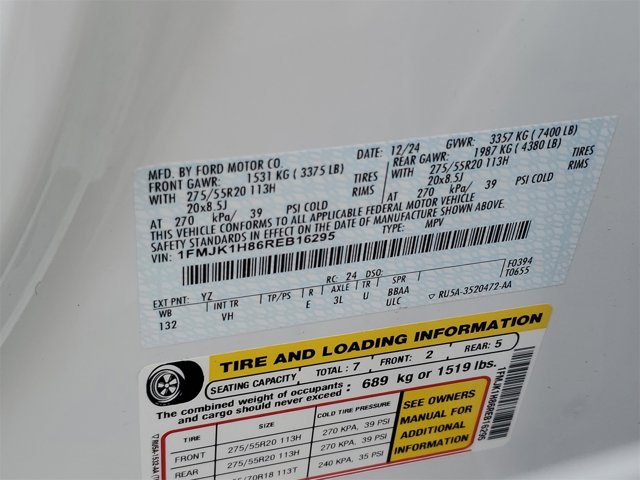 MFD. BY FORD MOTOR CO.
DATE: 12/24 GVWR: 3357 KG (7400 LB)
FRONT GAWR: 1531 KG ( 3375 LB) REAR GAWR: 1987 KG ( 4380 LB)
WITH 275/55R20 113H TIRES WITH 275/55R20 113H TIRES
20x8.5J RIMS 20x8.5J RIMS
AT 270 kPa/ 39 PSI COLD AT 270 kPa/ 39 PSI COLD
THIS VEHICLE CONFORMS TO ALL APPLICABLE FEDERAL MOTOR VEHICLE
SAFETY STANDARDS IN EFFECT ON THE DATE OF MANUFACTURE SHOWN ABOVE.
VIN: 1FMJK1H86REB16295 TYPE: MPV
F0394
T0655
EXT PNT: YZ RC: 24 DSO:
WB INT TR TP/PS R AXLE TR SPR
132 VH E 3L U BBAA
ULC ▽ RU5A-3520472-AA
TIRE AND LOADING INFORMATION
SEATING CAPACITY TOTAL : 7 FRONT: 2 REAR: 5
The combined weight of occupants
and cargo should never exceed : 689 kg or 1519 lbs.
TIRE SIZE COLD TIRE PRESSURE
FRONT 275/55R20 113H 270 KPA, 39 PSI
REAR 275/55R20 113H 270 KPA, 39 PSI
/70R18 113T 240 KPA, 35 PSI
SEE OWNERS
MANUAL FOR
ADDITIONAL
INFORMATION
1FMJK1H86REB16295